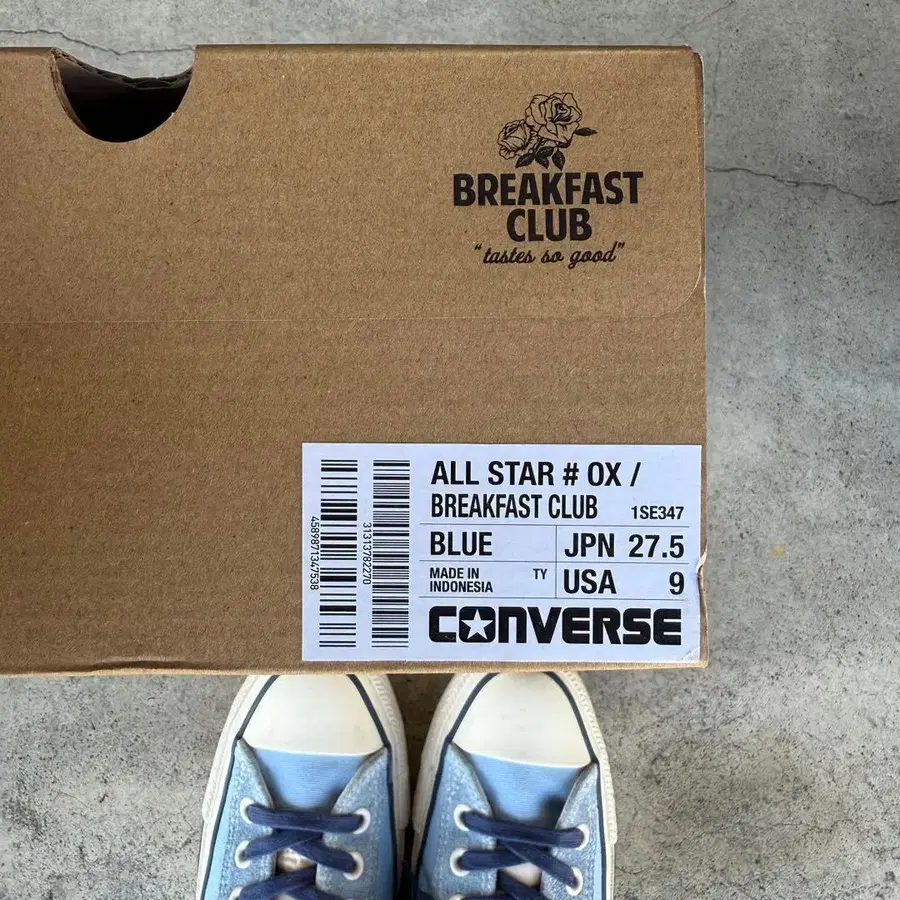 BREAKFAST
CLUB
"tastes so good"
ALL STAR # OX /
BREAKFAST CLUB 1SE347
BLUE JPN 27.5
MADE IN
INDONESIA TY USA 9
CONVERSE
4589871347538
31313782270